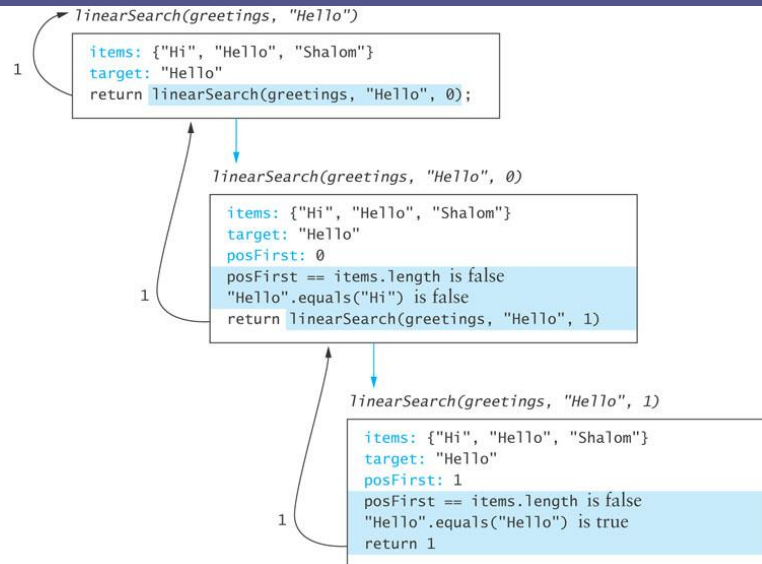 linearSearch(greetings, "Hello")
items: {"Hi", "Hello", "Shalom"}
target: "Hello"
return linearSearch(greetings, "Hello", 0);
1
linearSearch(greetings, "Hello", 0)
items: {"Hi", "Hello", "Shalom"}
target: "Hello"
posFirst: 0
posFirst == items.length is false
"Hello".equals("Hi") is false
return linearSearch(greetings, "Hello", 1)
1
linearSearch(greetings, "Hello", 1)
items: {"Hi", "Hello", "Shalom"}
target: "Hello"
posFirst: 1
posFirst == items.length is false
"Hello".equals("Hello") is true
return 1
1